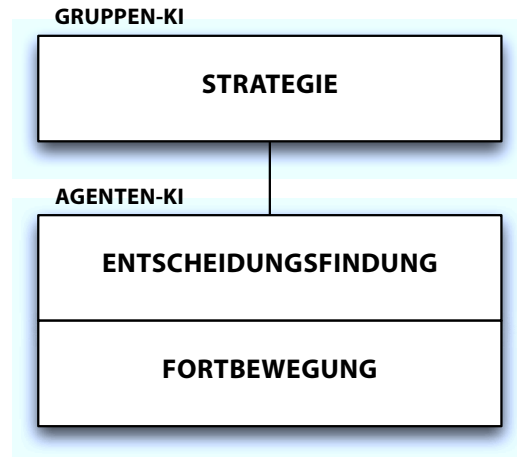 GRUPPEN-KI
STRATEGIE
AGENTEN-KI
ENTSCHEIDUNGSFINDUNG
FORTBEWEGUNG